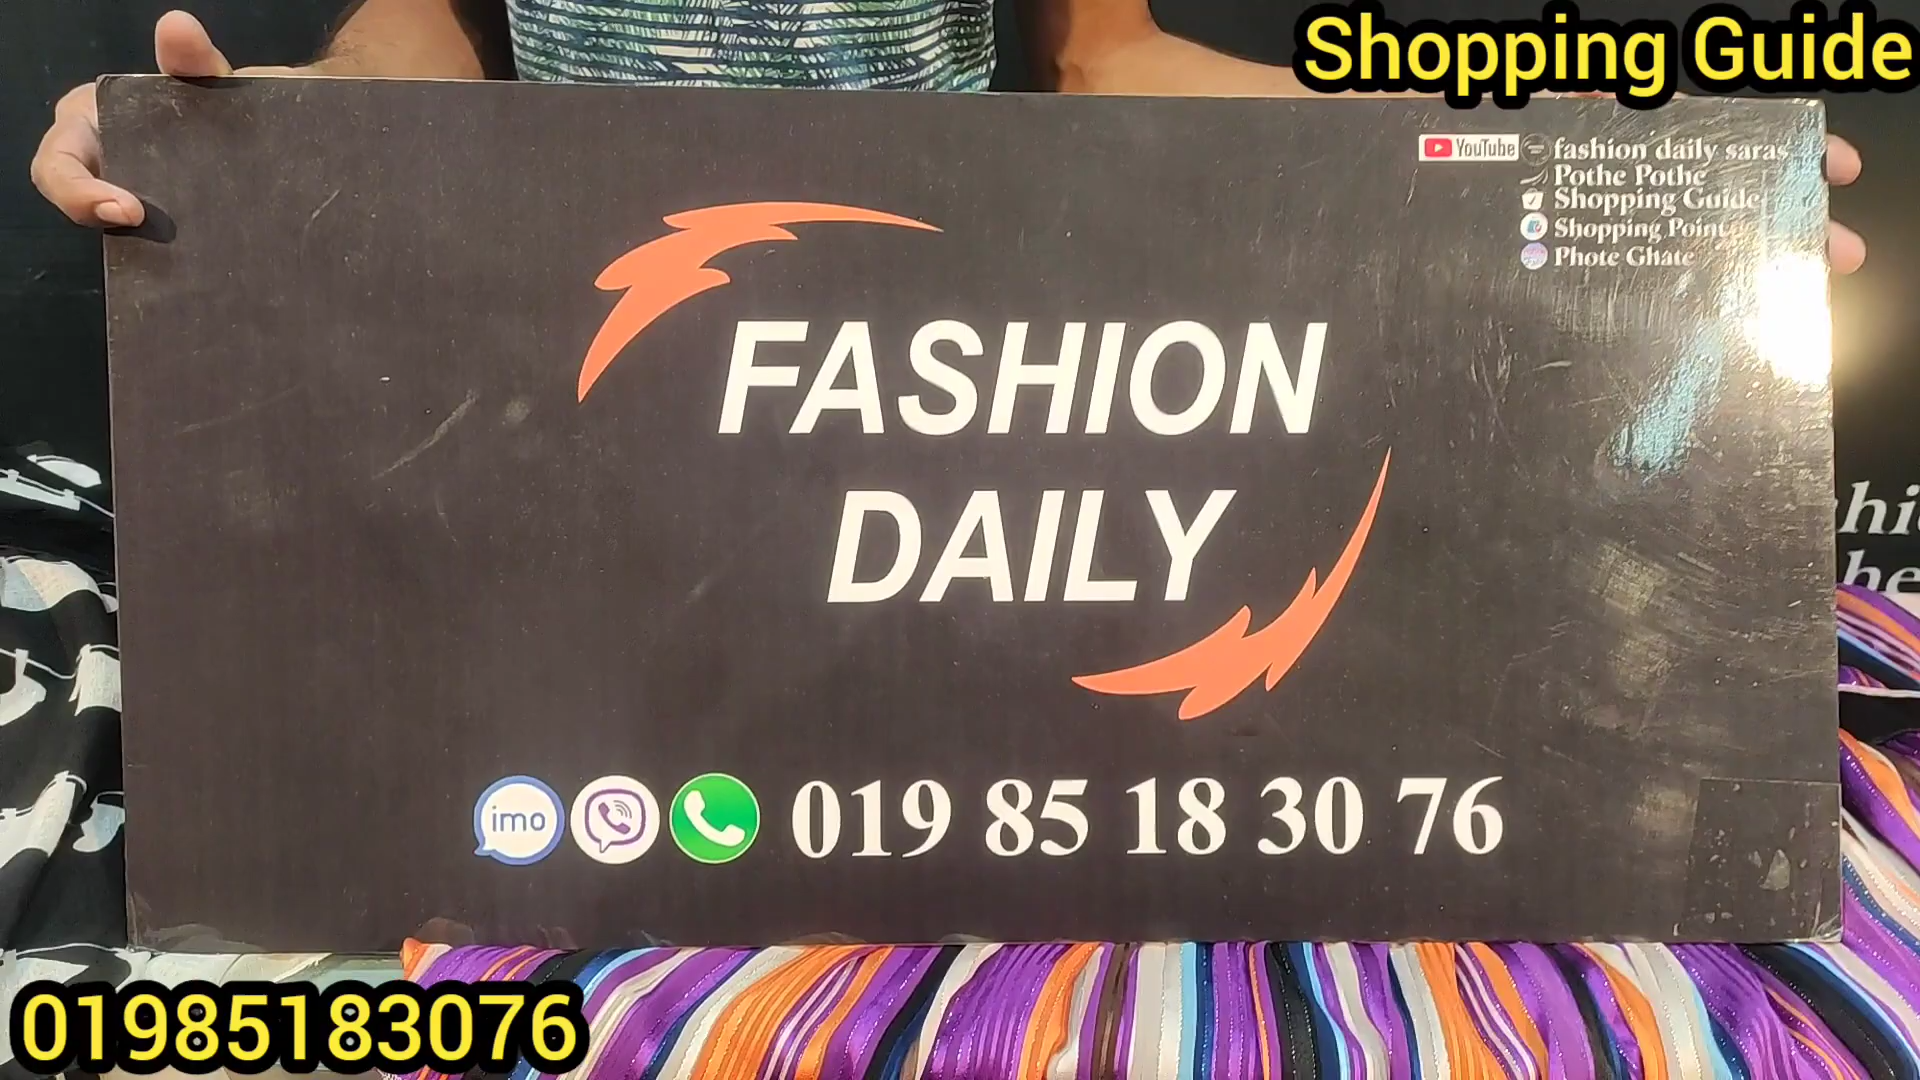 Shopping Guide
YouTube fashion daily saras
Pothe Pothe
Shopping Guide
Shopping Point
Phote Ghate
FASHION
DAILY
imo 019 85 18 30 76
01985183076